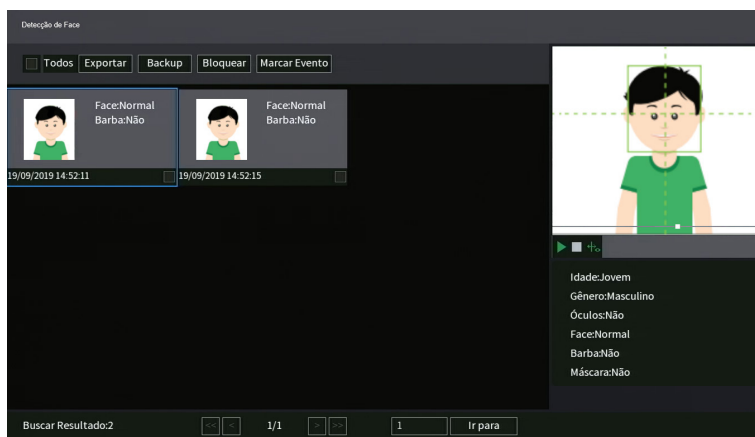 Detecção de Face
Todos Exportar Backup Bloquear Marcar Evento
Face:Normal
Barba:Não
19/09/2019 14:52:11
Face:Normal
Barba:Não
19/09/2019 14:52:15
Idade:Jovem
Gênero:Masculino
Óculos:Não
Face:Normal
Barba:Não
Máscara:Não
Buscar Resultado:2 << < 1/1 > >> 1 Ir para